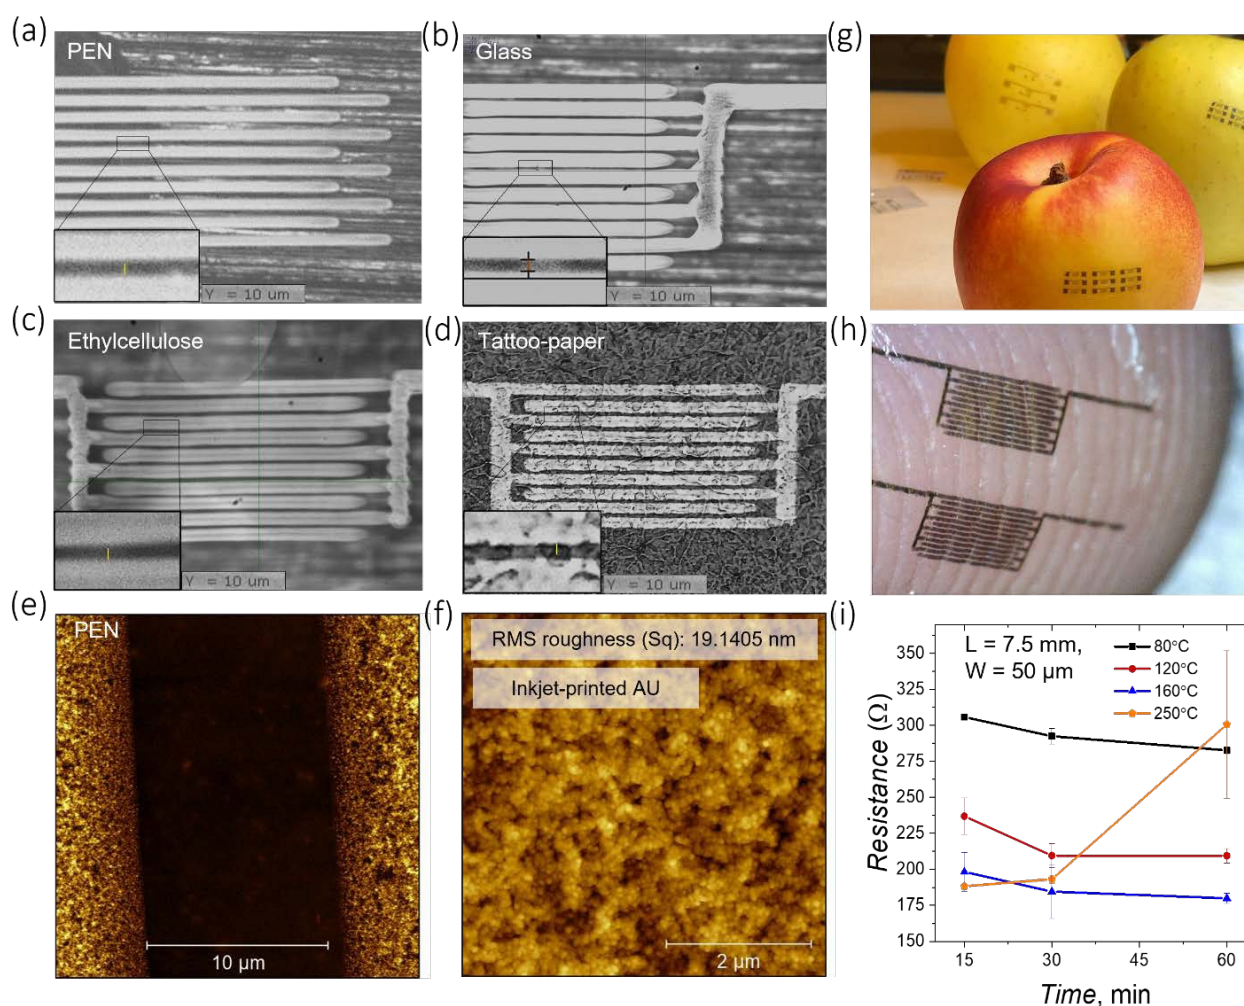 (a)
PEN
Y = 10 um
(b)
Glass
Y = 10 um
(g)
(c)
Ethylcellulose
Y = 10 um
(d)
Tattoo-paper
Y = 10 um
(h)
(e)
PEN
10 µm
(f)
RMS roughness (Sq): 19.1405 nm
Inkjet-printed AU
2 µm
(i)
L = 7.5 mm,
W = 50 µm
80°C
120°C
160°C
250°C
Resistance (Ω)
350
325
300
275
250
225
200
175
150
15 30 45 60
Time, min